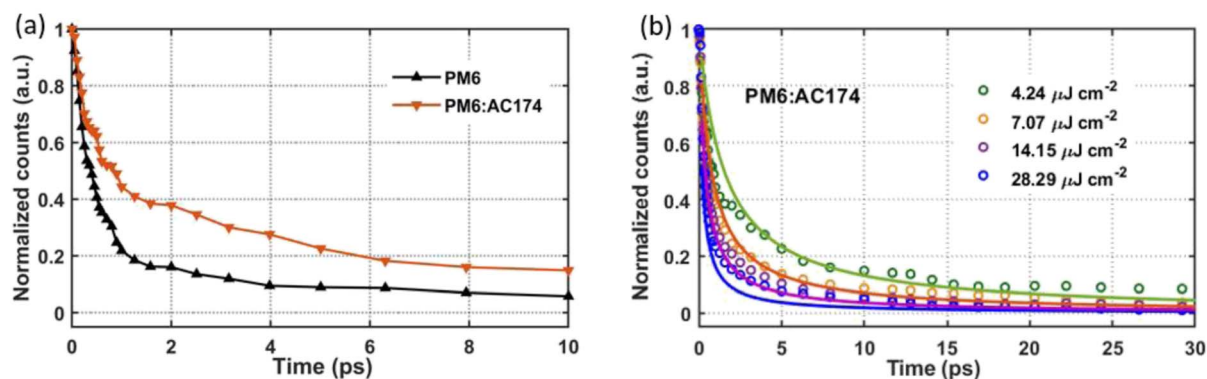 (a)
Normalized counts (a.u.)
1
0.8
0.6
0.4
0.2
0
PM6
PM6:AC174
0 2 4 6 8 10
Time (ps)
(b)
Normalized counts (a.u.)
1
0.8
0.6
0.4
0.2
0
PM6:AC174
4.24 μJ cm-2
7.07 μJ cm-2
14.15 μJ cm-2
28.29 μJ cm-2
0 5 10 15 20 25 30
Time (ps)